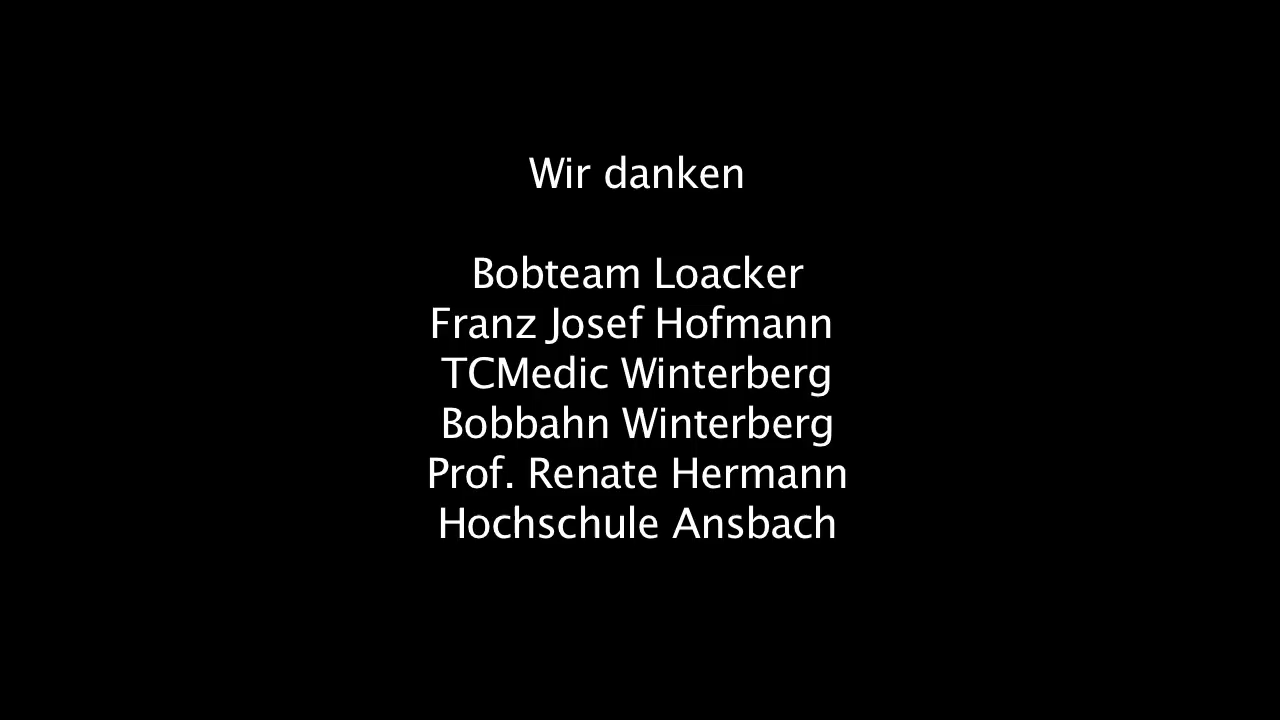 Wir danken
Bobteam Loacker
Franz Josef Hofmann
TCMedic Winterberg
Bobbahn Winterberg
Prof. Renate Hermann
Hochschule Ansbach